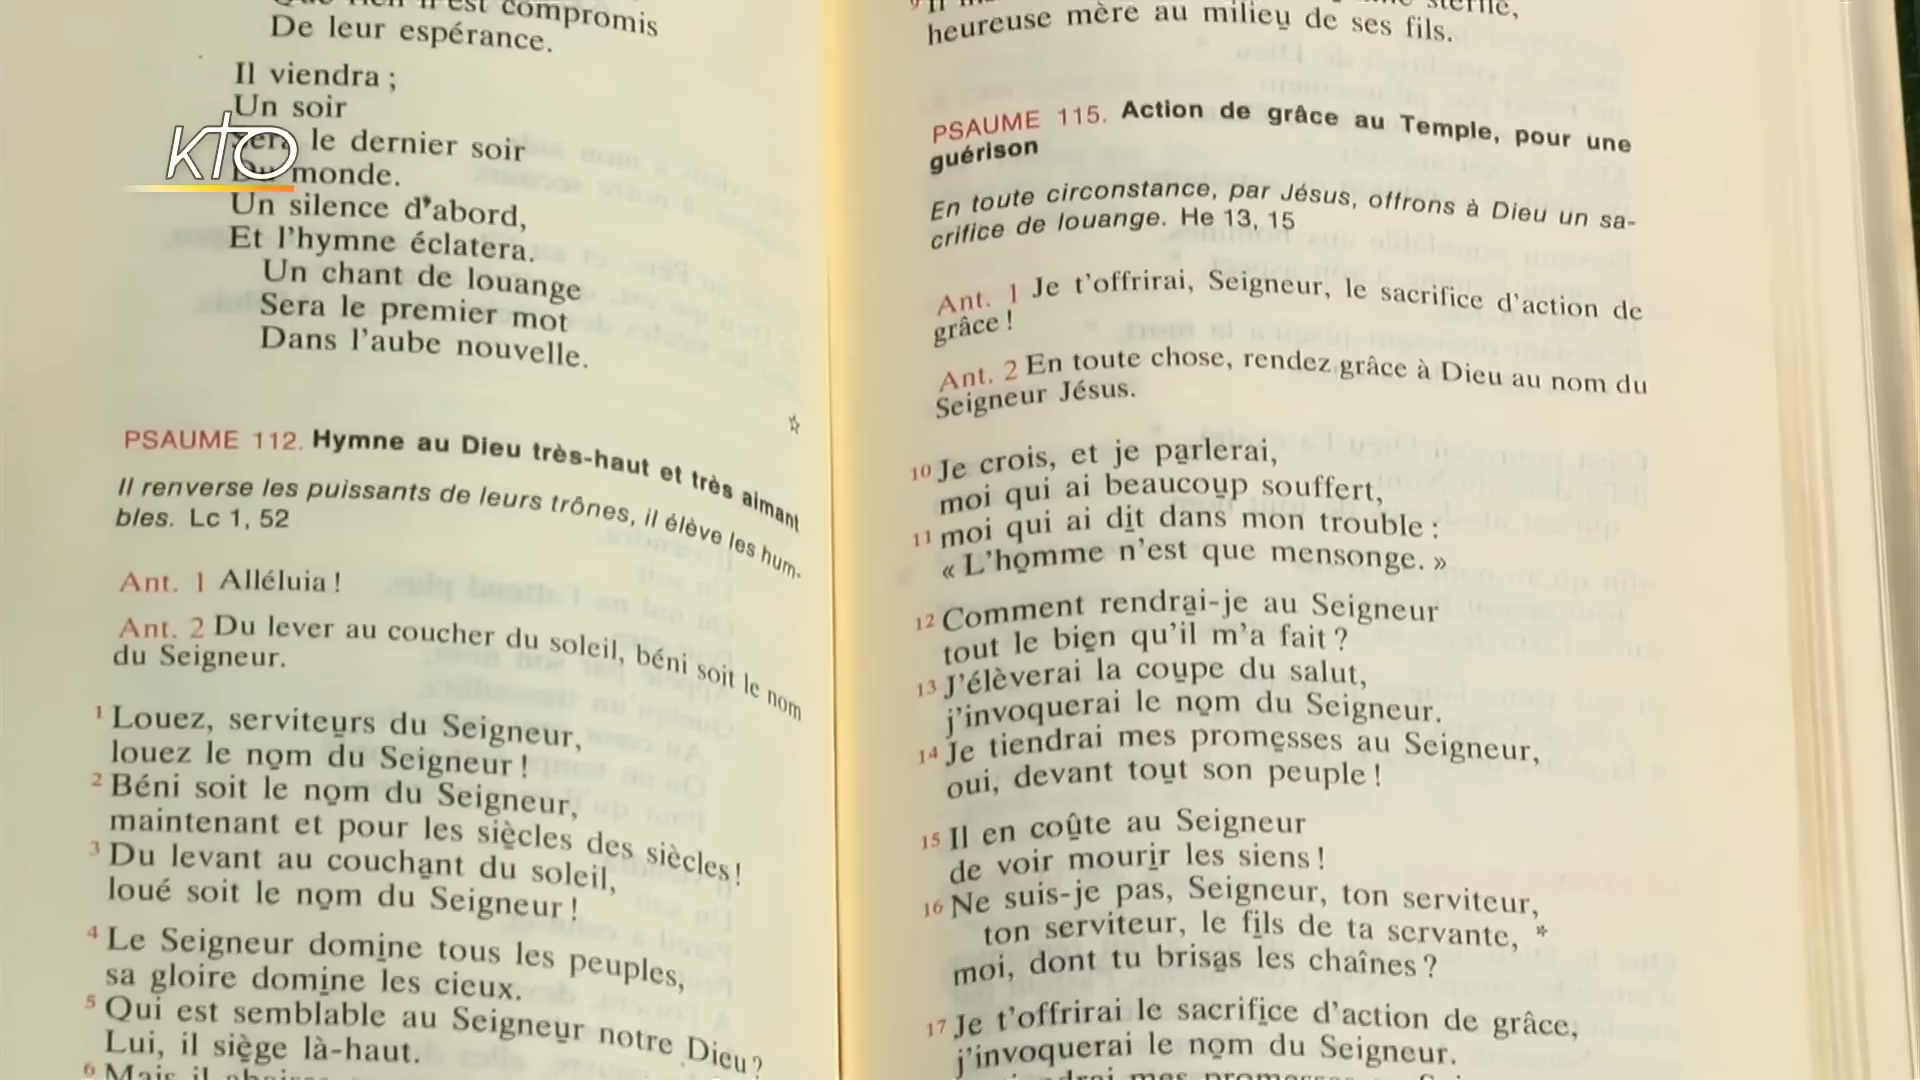 est compromis
De leur espérance.
Il viendra ;
Un soir
Sera le dernier soir
Du monde.
Un silence d'abord,
Et l'hymne éclatera.
Un chant de louange
Sera le premier mot
Dans l'aube nouvelle.
kto
PSAUME 112. Hymne au Dieu très-haut et très aimant
Il renverse les puissants de leurs trônes, il élève les hum-
bles. Lc 1, 52
Ant. 1 Alléluia !
Ant. 2 Du lever au coucher du soleil, béni soit le nom
du Seigneur.
1 Louez, serviteurs du Seigneur,
louez le nom du Seigneur !
2 Béni soit le nom du Seigneur,
maintenant et pour les siècles des siècles !
3 Du levant au couchant du soleil,
loué soit le nom du Seigneur !
4 Le Seigneur domine tous les peuples,
sa gloire domine les cieux.
5 Qui est semblable au Seigneur notre Dieu ?
Lui, il siège là-haut.
6 Mais il
heureuse mère au milieu de ses fils.
PSAUME 115. Action de grâce au Temple, pour une
guérison
En toute circonstance, par Jésus, offrons à Dieu un sa-
crifice de louange. He 13, 15
Ant. 1 Je t'offrirai, Seigneur, le sacrifice d'action de
grâce !
Ant. 2 En toute chose, rendez grâce à Dieu au nom du
Seigneur Jésus.
10 Je crois, et je parlerai,
moi qui ai beaucoup souffert,
11 moi qui ai dit dans mon trouble :
« L'homme n'est que mensonge. »
12 Comment rendrai-je au Seigneur
tout le bien qu'il m'a fait ?
13 J'élèverai la coupe du salut,
j'invoquerai le nom du Seigneur.
14 Je tiendrai mes promesses au Seigneur,
oui, devant tout son peuple !
15 Il en coûte au Seigneur
de voir mourir les siens !
16 Ne suis-je pas, Seigneur, ton serviteur,
ton serviteur, le fils de ta servante, *
moi, dont tu brisas les chaînes ?
17 Je t'offrirai le sacrifice d'action de grâce,
j'invoquerai le nom du Seigneur.
mes promesses au